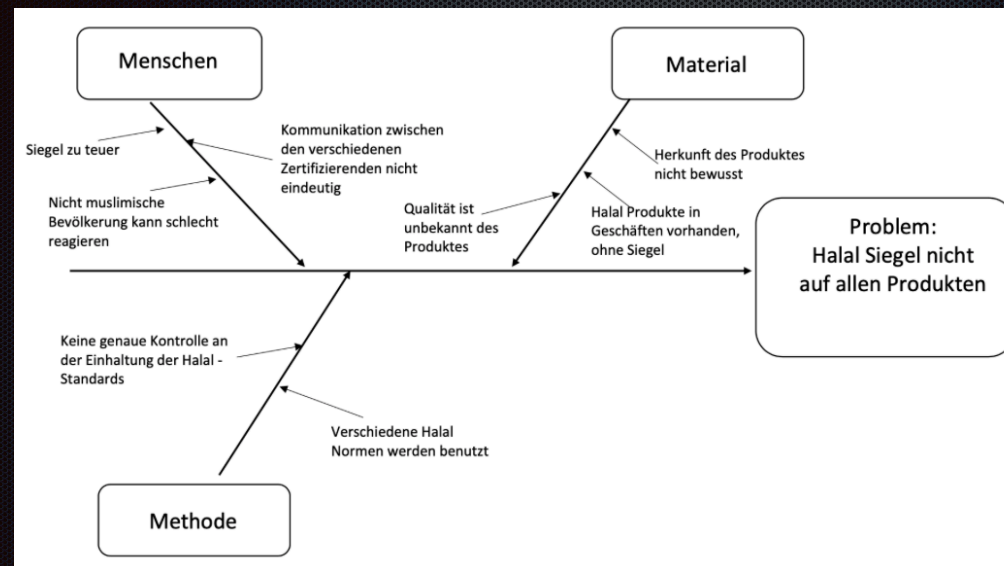 Menschen
Material
Siegel zu teuer
Kommunikation zwischen
den verschiedenen
Zertifizierenden nicht
eindeutig
Nicht muslimische
Bevölkerung kann schlecht
reagieren
Herkunft des Produktes
nicht bewusst
Qualität ist
unbekannt des
Produktes
Halal Produkte in
Geschäften vorhanden,
ohne Siegel
Problem:
Halal Siegel nicht
auf allen Produkten
Keine genaue Kontrolle an
der Einhaltung der Halal -
Standards
Verschiedene Halal
Normen werden benutzt
Methode